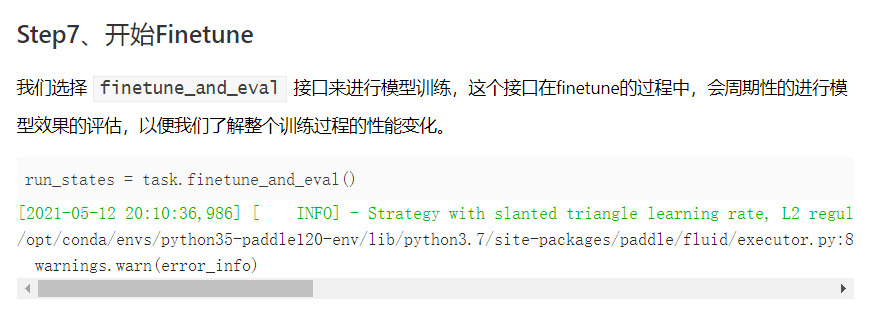 Step7、开始Finetune
我们选择 finetune_and_eval 接口来进行模型训练，这个接口在finetune的过程中，会周期性的进行模
型效果的评估，以便我们了解整个训练过程的性能变化。
run_states = task.finetune_and_eval()
[2021-05-12 20:10:36,986] [    INFO] - Strategy with slanted triangle learning rate, L2 regul
/opt/conda/envs/python35-paddle120-env/lib/python3.7/site-packages/paddle/fluid/executor.py:8
warnings.warn(error_info)